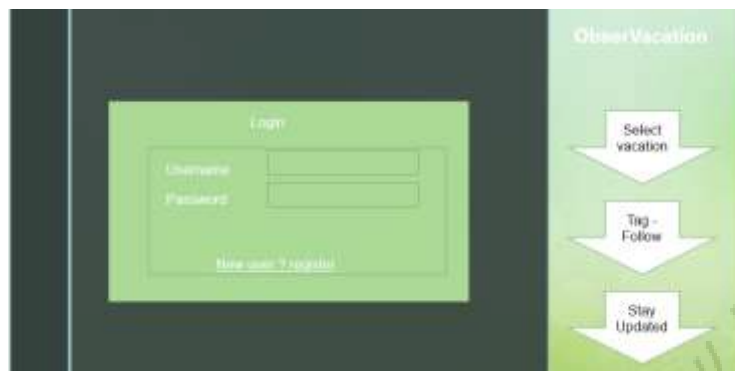 ObserVacation
Login
Username
Password
New user ? register
Select
vacation
Tag -
Follow
Stay
Updated